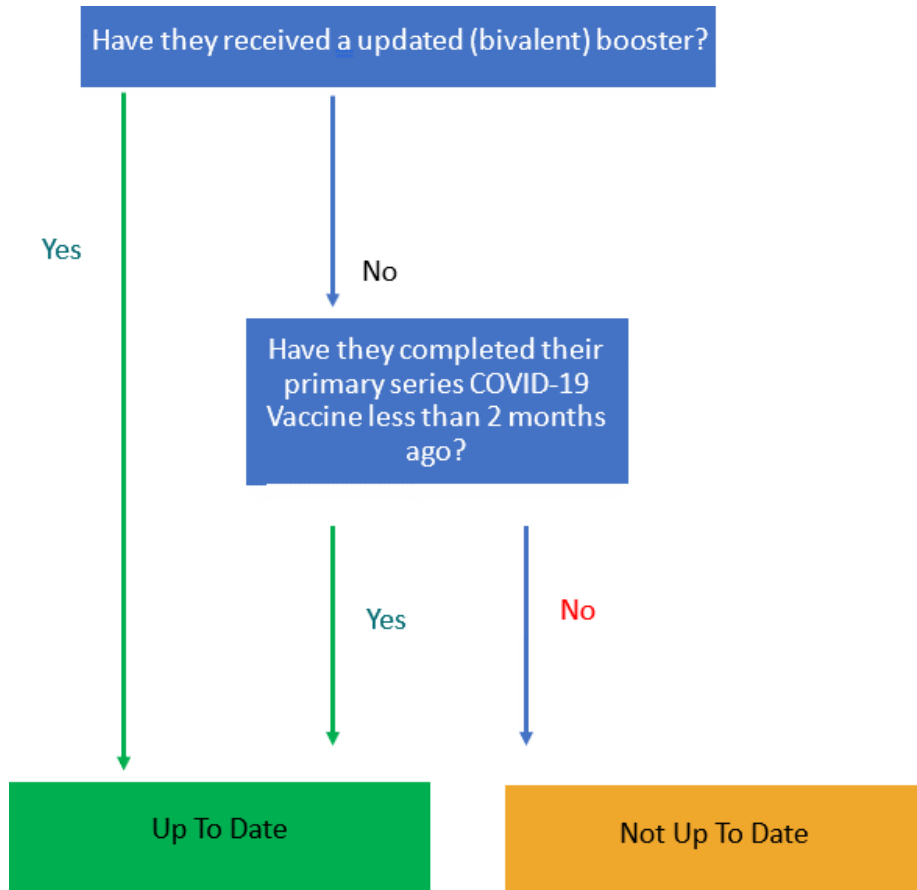 Have they received a updated (bivalent) booster?
Yes
No
Have they completed their
primary series COVID-19
Vaccine less than 2 months
ago?
Yes
No
Up To Date
Not Up To Date